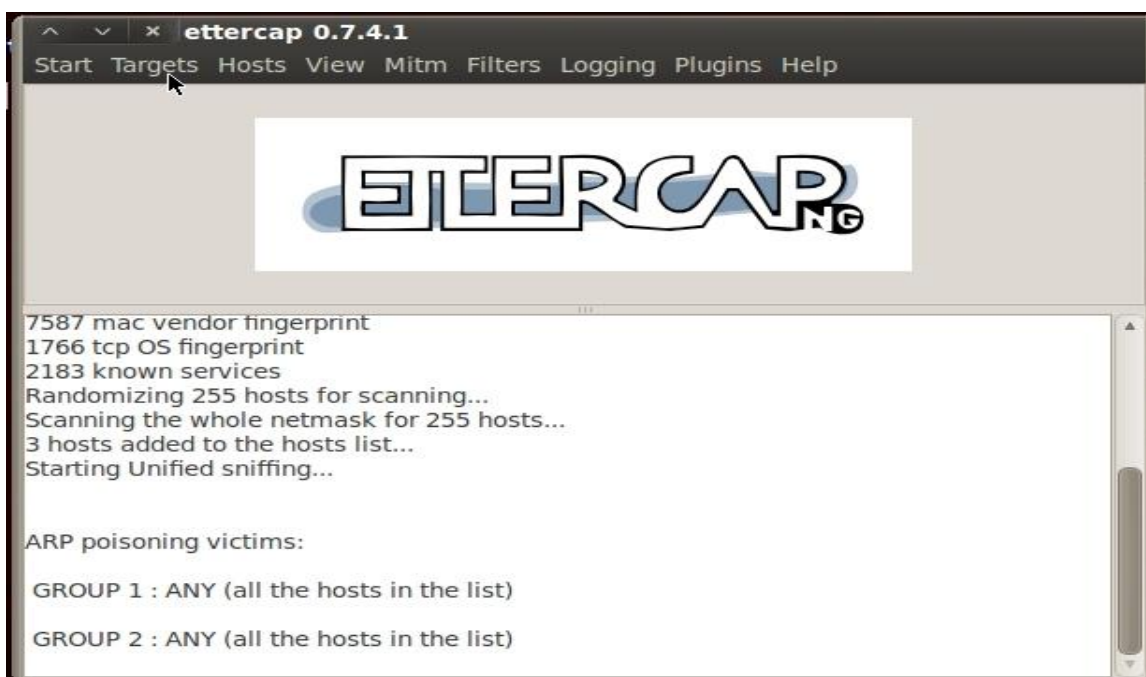 ettercap 0.7.4.1
Start Targets Hosts View Mitm Filters Logging Plugins Help
ETTERCAP NG
7587 mac vendor fingerprint
1766 tcp OS fingerprint
2183 known services
Randomizing 255 hosts for scanning...
Scanning the whole netmask for 255 hosts...
3 hosts added to the hosts list...
Starting Unified sniffing...
ARP poisoning victims:
GROUP 1 : ANY (all the hosts in the list)
GROUP 2 : ANY (all the hosts in the list)